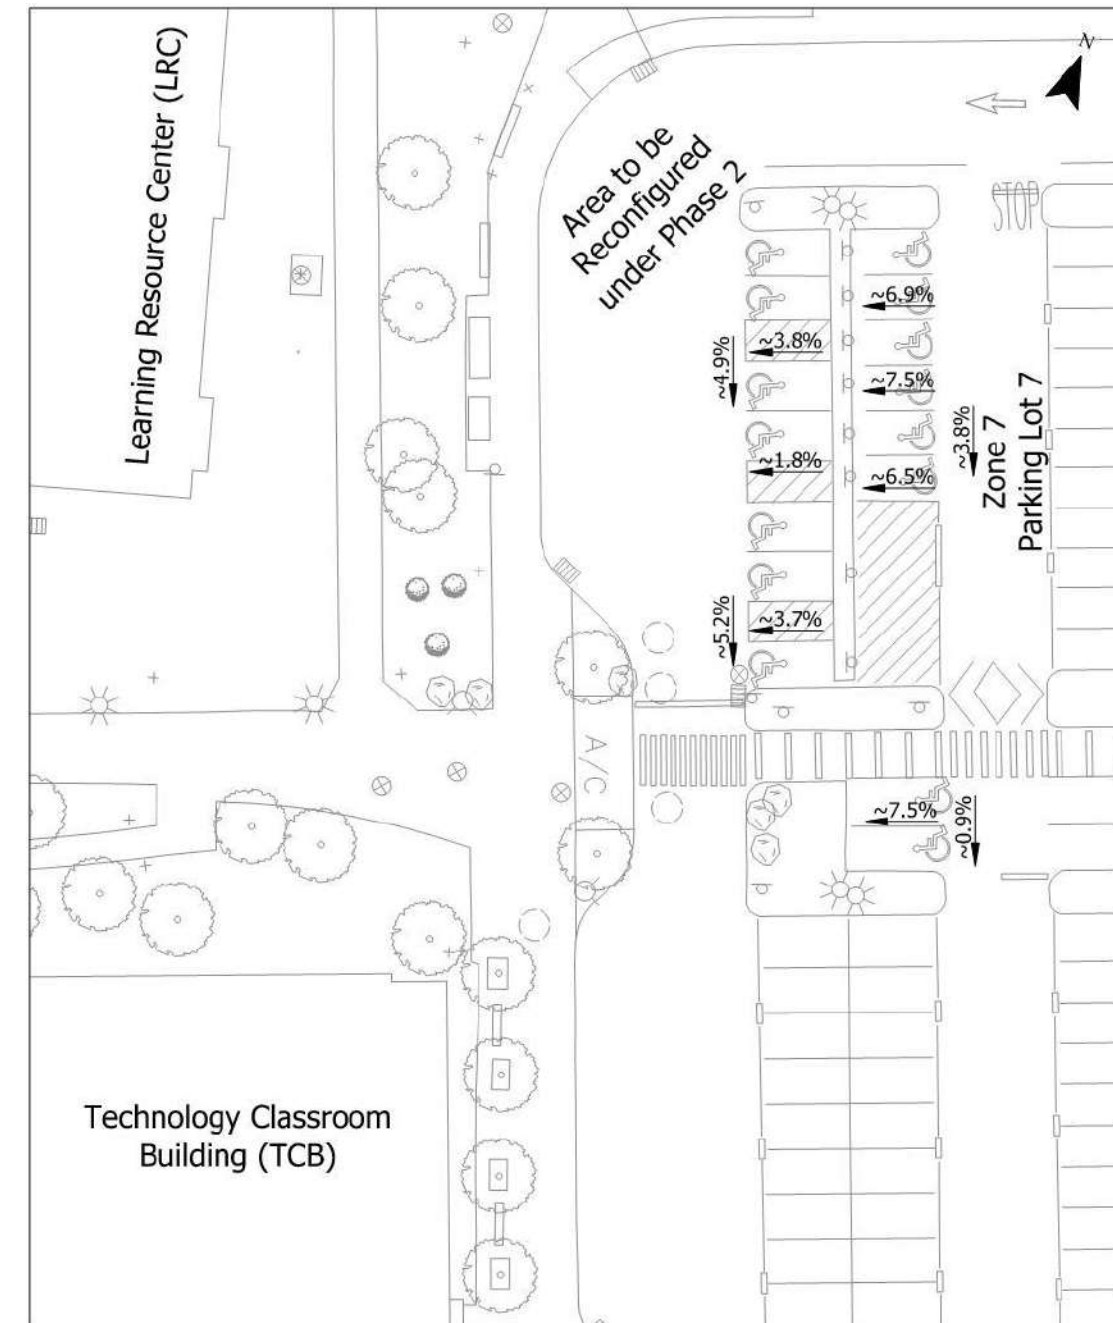 Learning Resource Center (LRC)
N
Area to be
Reconfigured
under Phase 2
STOP
~6.9%
~3.8%
~4.9%
~7.5%
~3.8%
Zone 7
Parking Lot 7
~1.8%
~6.5%
~3.7%
~5.2%
A/C
~7.5%
~0.9%
Technology Classroom
Building (TCB)